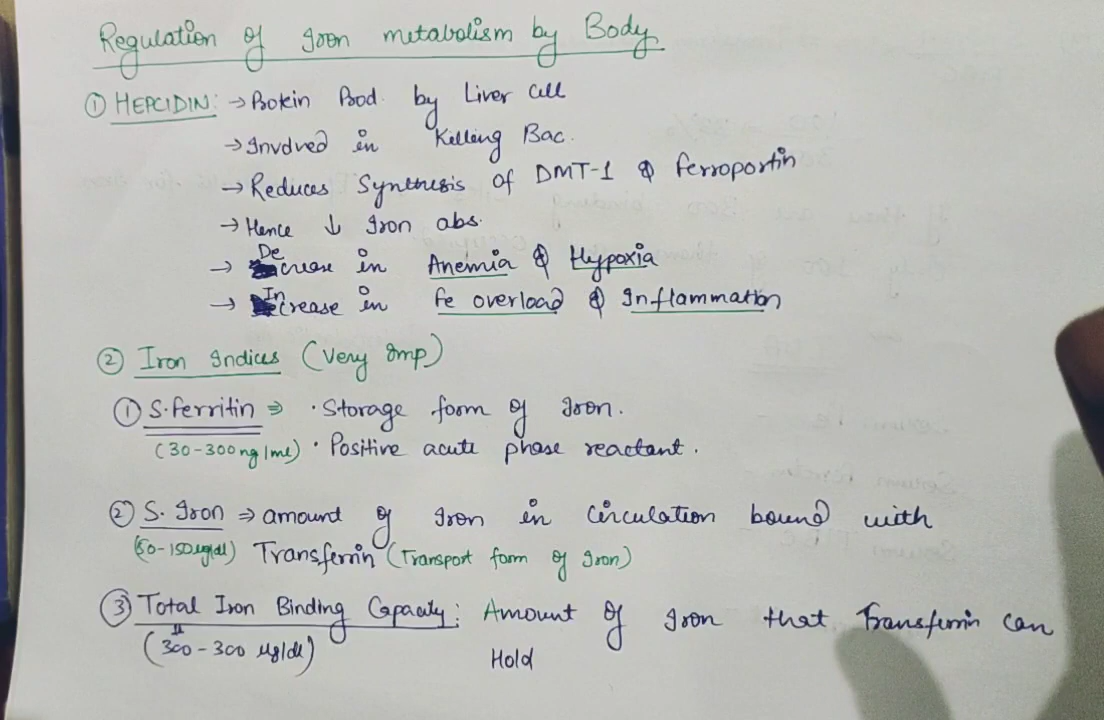 Regulation of Iron metabolism by Body
① HEPCIDIN: → Protein Prod. by Liver cell
→ Involved in Killing Bac.
→ Reduces Synthesis of DMT-1 & ferroportin
→ Hence ↓ Iron abs.
→ Decrease in Anemia & Hypoxia
→ Increase in Fe overload & Inflammation
② Iron Indices (Very Imp)
① S.ferritin ⇒ • Storage form of Iron.
(30-300 ng/ml) • Positive acute phase reactant.
② S. Iron ⇒ amount of Iron in circulation bound with
(50-150 µg/dl) Transferrin (Transport form of Iron)
③ Total Iron Binding Capacity: Amount of Iron that Transferrin can
(300-300 µg/dl) Hold